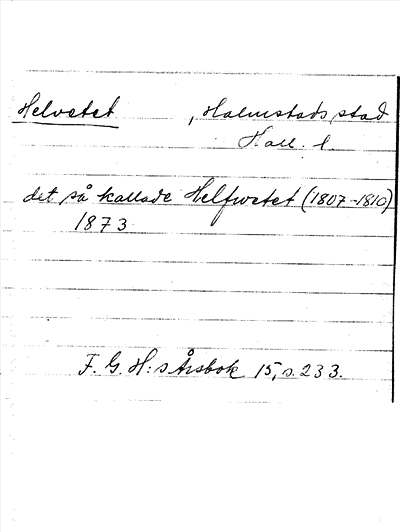 Helvetet , Halmstads stad
Hall. l.
det så kallade Helfwetet (1807-1810)
1873
F. G. H:s Årsbok 15, s. 233.